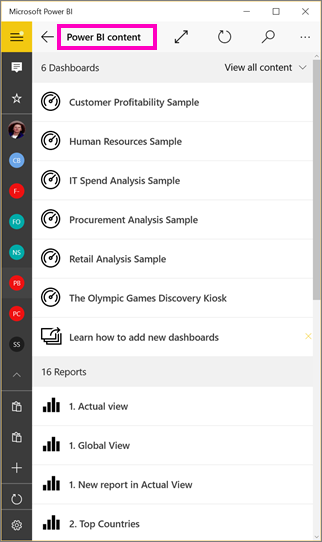 Microsoft Power BI
Power BI content
6 Dashboards
View all content
Customer Profitability Sample
CB
Human Resources Sample
F-
IT Spend Analysis Sample
FO
Procurement Analysis Sample
NS
Retail Analysis Sample
PB
The Olympic Games Discovery Kiosk
PC
Learn how to add new dashboards
SS
16 Reports
1. Actual view
1. Global View
1. New report in Actual View
2. Top Countries